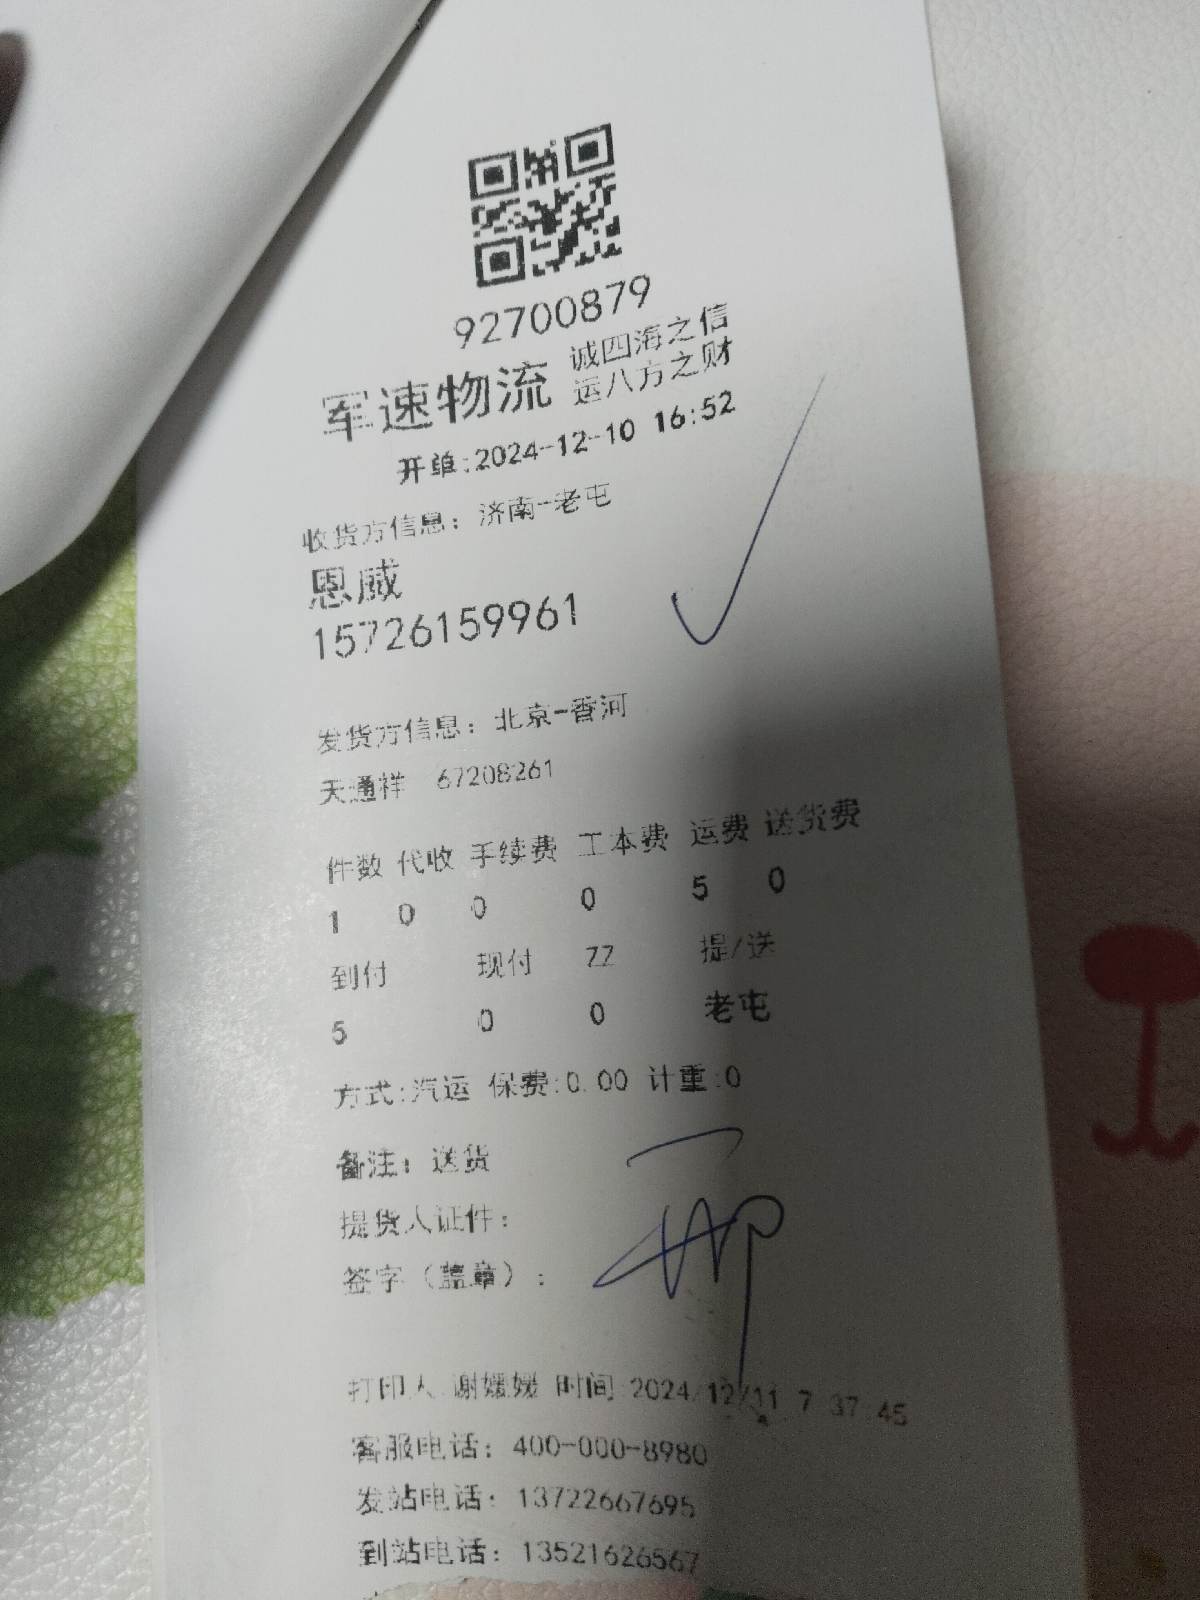 92700879
军速物流 诚四海之信
运八方之财
开单:2024-12-10 16:52
收货方信息：济南-老屯
恩威
15726159961
发货方信息：北京-香河
天通祥 67208261
件数 代收 手续费 工本费 运费 送货费
1 0 0 0 5 0
到付 现付 ZZ 提/送
5 0 0 老屯
方式:汽运 保费:0.00 计重:0
备注：送货
提货人证件：
签字（盖章）：
打印人 谢媛媛 时间 2024/12/11 7 37 45
客服电话：400-000-8980
发站电话：13722667695
到站电话：13521626567